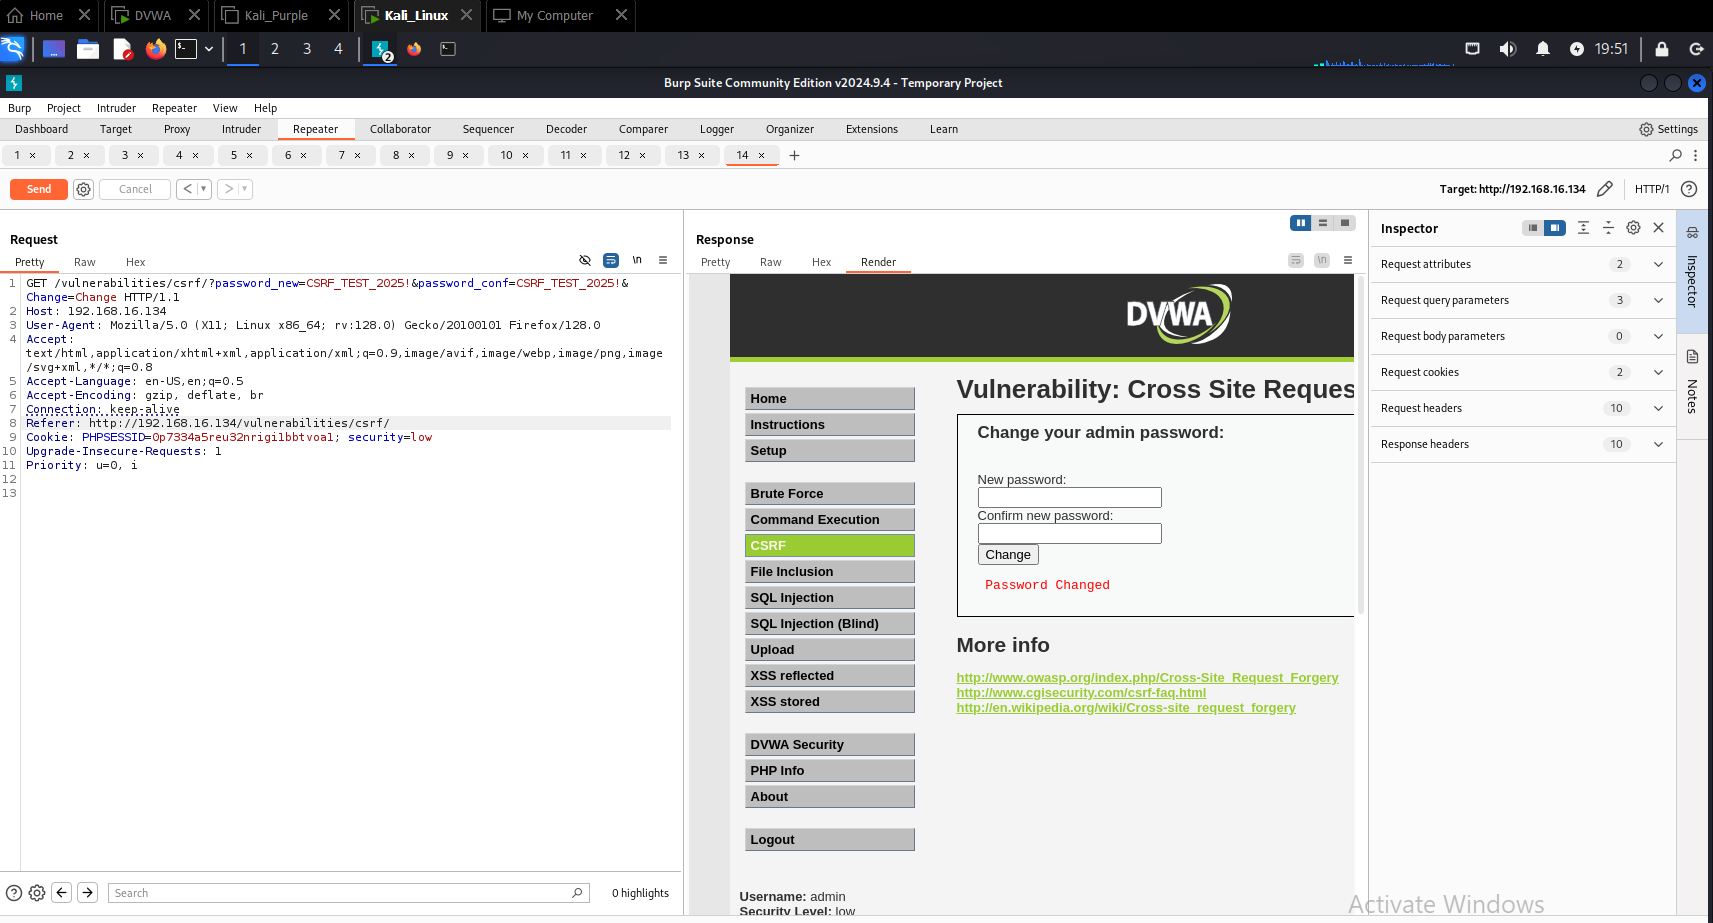 Home DVWA Kali_Purple Kali_Linux My Computer
1 2 3 4 2 19:51
Burp Suite Community Edition v2024.9.4 - Temporary Project
Burp Project Intruder Repeater View Help
Dashboard Target Proxy Intruder Repeater Collaborator Sequencer Decoder Comparer Logger Organizer Extensions Learn Settings
1 × 2 × 3 × 4 × 5 × 6 × 7 × 8 × 9 × 10 × 11 × 12 × 13 × 14 × +
Send Cancel < > Target: http://192.168.16.134 HTTP/1 ?
Request
Pretty Raw Hex \n
1 GET /vulnerabilities/csrf/?password_new=CSRF_TEST_2025!&password_conf=CSRF_TEST_2025!&
Change=Change HTTP/1.1
2 Host: 192.168.16.134
3 User-Agent: Mozilla/5.0 (X11; Linux x86_64; rv:128.0) Gecko/20100101 Firefox/128.0
4 Accept:
text/html,application/xhtml+xml,application/xml;q=0.9,image/avif,image/webp,image/png,image
/svg+xml,*/*;q=0.8
5 Accept-Language: en-US,en;q=0.5
6 Accept-Encoding: gzip, deflate, br
7 Connection: keep-alive
8 Referer: http://192.168.16.134/vulnerabilities/csrf/
9 Cookie: PHPSESSID=0p7334a5reu32nrigi1bbtvoa1; security=low
10 Upgrade-Insecure-Requests: 1
11 Priority: u=0, i
12
13
? Search 0 highlights
Response
Pretty Raw Hex Render \n
DVWA
Home
Instructions
Setup
Brute Force
Command Execution
CSRF
File Inclusion
SQL Injection
SQL Injection (Blind)
Upload
XSS reflected
XSS stored
DVWA Security
PHP Info
About
Logout
Vulnerability: Cross Site Reques
Change your admin password:
New password:
Confirm new password:
Change
Password Changed
More info
http://www.owasp.org/index.php/Cross-Site_Request_Forgery
http://www.cgisecurity.com/csrf-faq.html
http://en.wikipedia.org/wiki/Cross-site_request_forgery
Username: admin
Security Level: low
Inspector
Request attributes 2
Request query parameters 3
Request body parameters 0
Request cookies 2
Request headers 10
Response headers 10
Inspector
Notes
Activate Windows